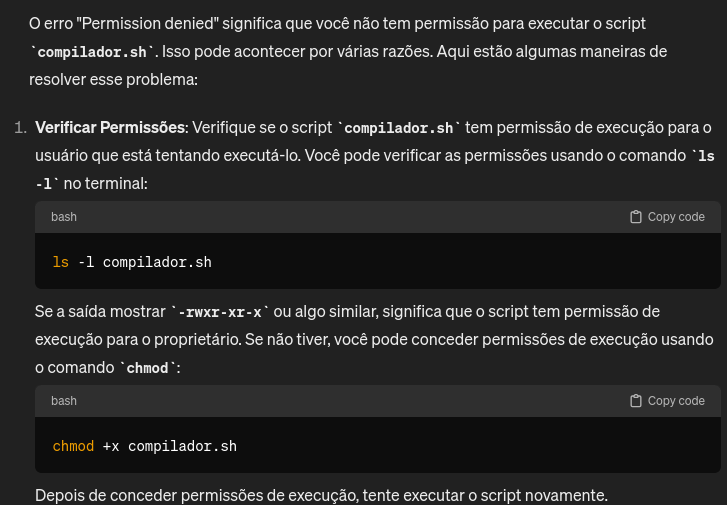 O erro "Permission denied" significa que você não tem permissão para executar o script
`compilador.sh`. Isso pode acontecer por várias razões. Aqui estão algumas maneiras de
resolver esse problema:
1. Verificar Permissões: Verifique se o script `compilador.sh` tem permissão de execução para o
usuário que está tentando executá-lo. Você pode verificar as permissões usando o comando `ls
-l` no terminal:
bash Copy code
ls -l compilador.sh
Se a saída mostrar `-rwxr-xr-x` ou algo similar, significa que o script tem permissão de
execução para o proprietário. Se não tiver, você pode conceder permissões de execução usando
o comando `chmod`:
bash Copy code
chmod +x compilador.sh
Depois de conceder permissões de execução, tente executar o script novamente.